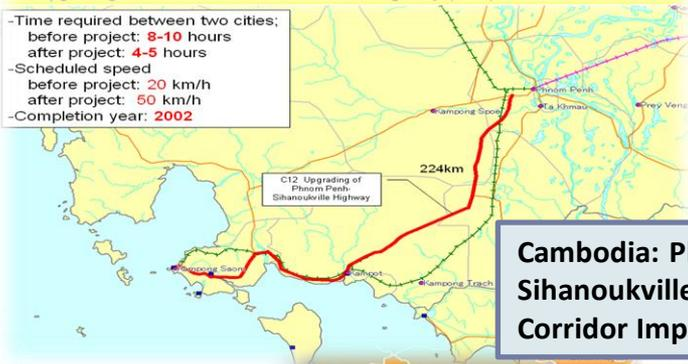 -Time required between two cities;
before project: 8-10 hours
after project: 4-5 hours
-Scheduled speed
before project: 20 km/h
after project: 50 km/h
-Completion year: 2002
Phnom Penh
Kampong Spoe
Ta Khmau
Prey Veng
224km
C12 Upgrading of
Phnom Penh-
Sihanoukville Highway
Kampong Saom
Kampot
Kampong Trach
Cambodia: P
Sihanoukville
Corridor Imp